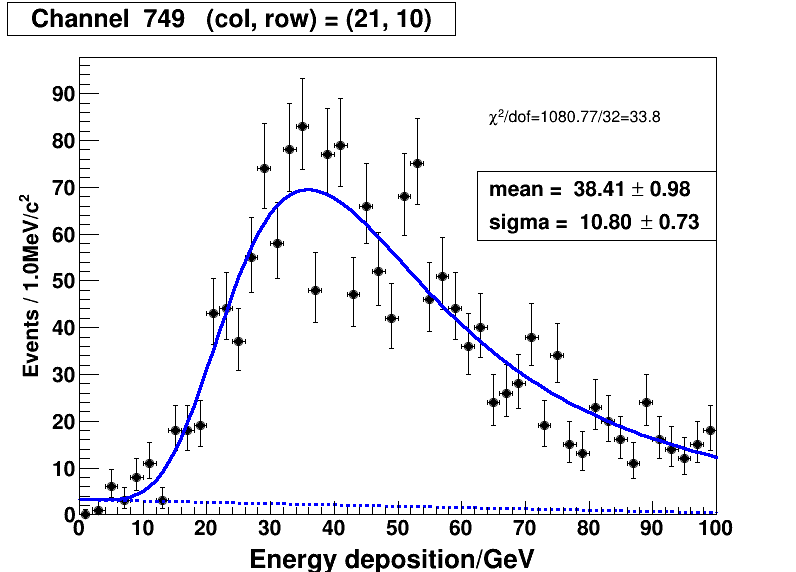 Channel 749 (col, row) = (21, 10)
χ²/dof=1080.77/32=33.8
mean = 38.41 ± 0.98
sigma = 10.80 ± 0.73
Events / 1.0MeV/c²
90
80
70
60
50
40
30
20
10
0
0 10 20 30 40 50 60 70 80 90 100
Energy deposition/GeV